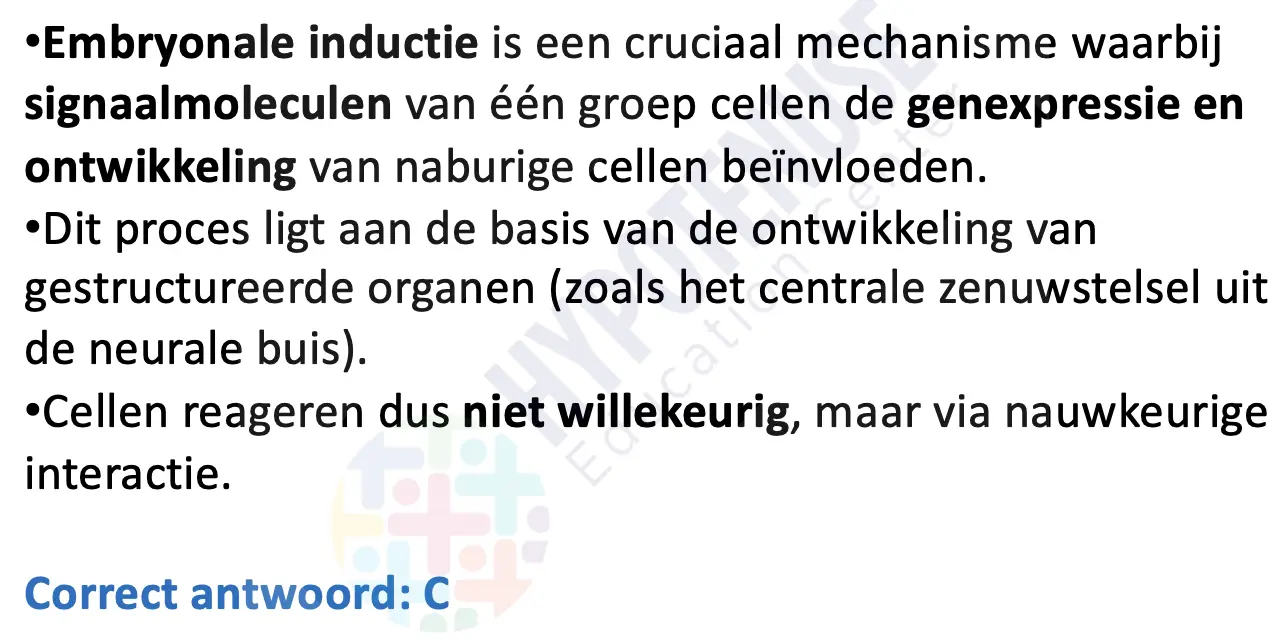 •Embryonale inductie is een cruciaal mechanisme waarbij
signaalmoleculen van één groep cellen de genexpressie en
ontwikkeling van naburige cellen beïnvloeden.
•Dit proces ligt aan de basis van de ontwikkeling van
gestructureerde organen (zoals het centrale zenuwstelsel uit
de neurale buis).
•Cellen reageren dus niet willekeurig, maar via nauwkeurige
interactie.
Correct antwoord: C
HYPOTENUSE
Education Center